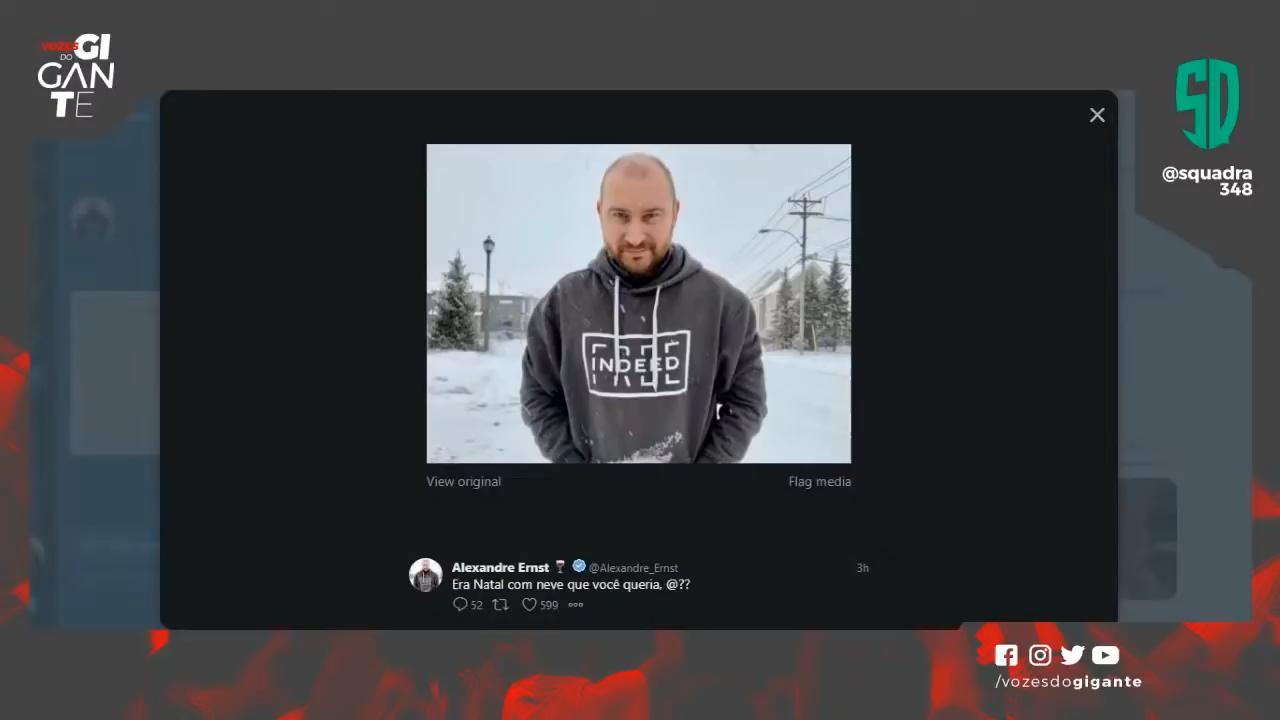 VOZES
DO
GI
GAN
TE
@squadra
348
INDEED
View original
Flag media
Alexandre Ernst @Alexandre_Ernst 3h
Era Natal com neve que você queria, @??
52 599
/vozesdogigante